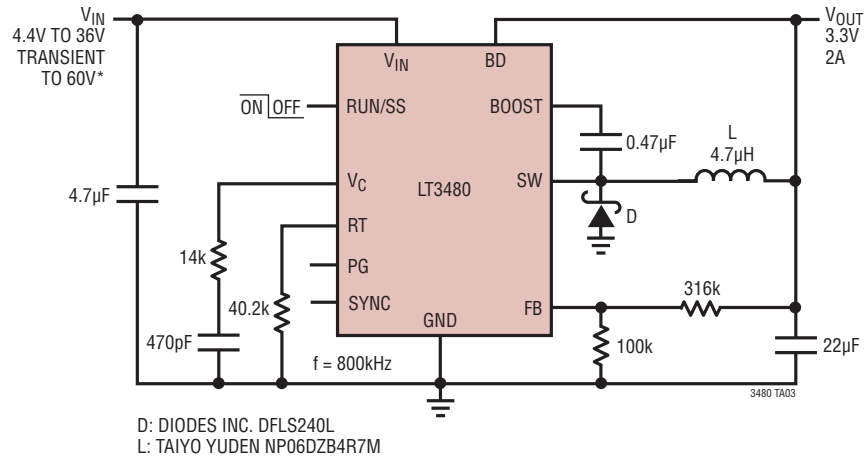 VIN
4.4V TO 36V
TRANSIENT
TO 60V*
VOUT
3.3V
2A
VIN
BD
ON OFF
RUN/SS
BOOST
0.47µF
L
4.7µH
4.7µF
VC
LT3480
SW
D
RT
14k
PG
40.2k
SYNC
FB
316k
GND
470pF
f = 800kHz
100k
22µF
3480 TA03
D: DIODES INC. DFLS240L
L: TAIYO YUDEN NP06DZB4R7M